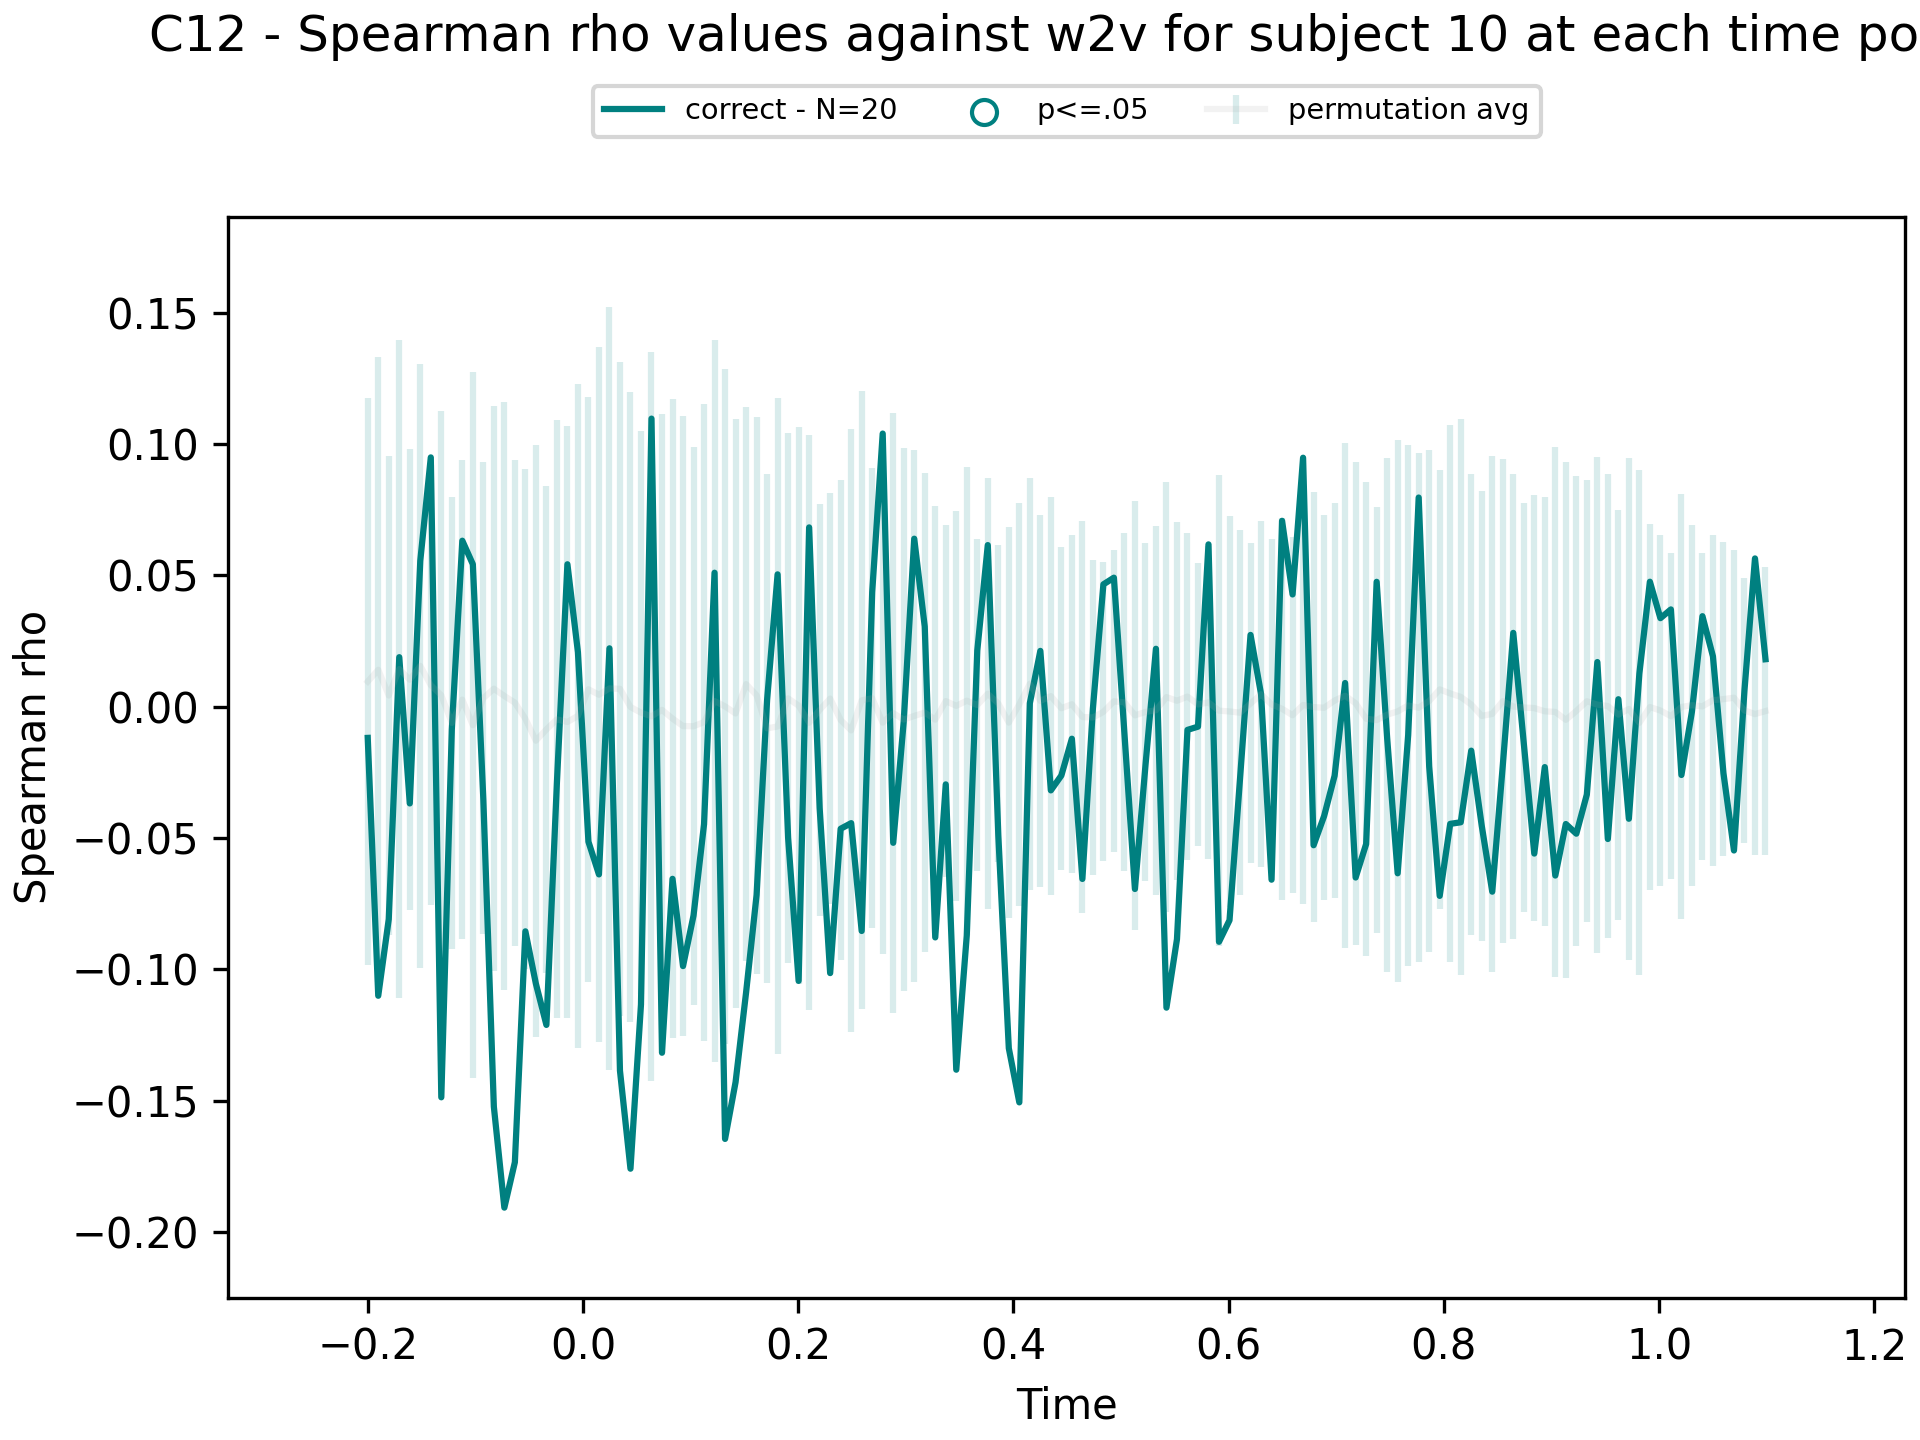 C12 - Spearman rho values against w2v for subject 10 at each time po
correct - N=20 p<=.05 permutation avg
Spearman rho
0.15
0.10
0.05
0.00
−0.05
−0.10
−0.15
−0.20
−0.2 0.0 0.2 0.4 0.6 0.8 1.0 1.2
Time